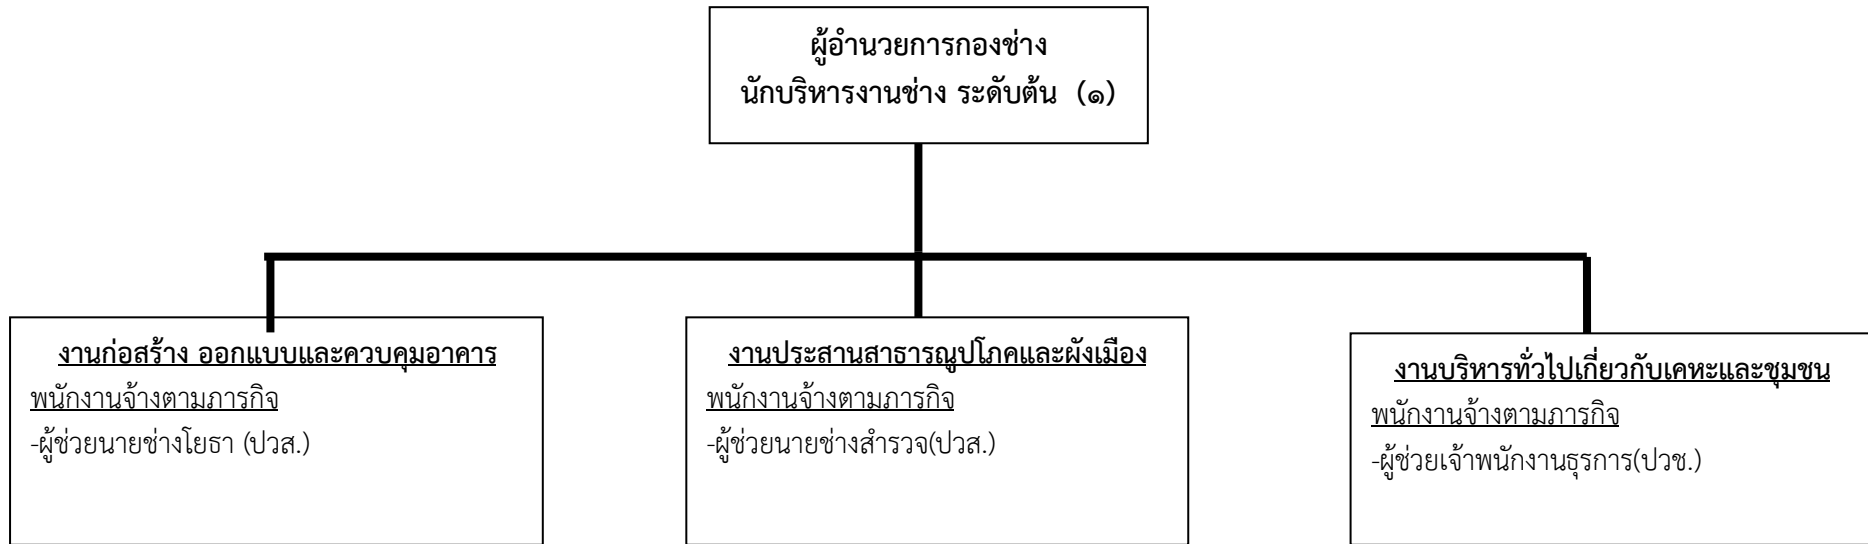 ผู้อำนวยการกองช่าง
นักบริหารงานช่าง ระดับต้น (๑)
งานก่อสร้าง ออกแบบและควบคุมอาคาร
พนักงานจ้างตามภารกิจ
-ผู้ช่วยนายช่างโยธา (ปวส.)
งานประสานสาธารณูปโภคและผังเมือง
พนักงานจ้างตามภารกิจ
-ผู้ช่วยนายช่างสำรวจ(ปวส.)
งานบริหารทั่วไปเกี่ยวกับเคหะและชุมชน
พนักงานจ้างตามภารกิจ
-ผู้ช่วยเจ้าพนักงานธุรการ(ปวช.)